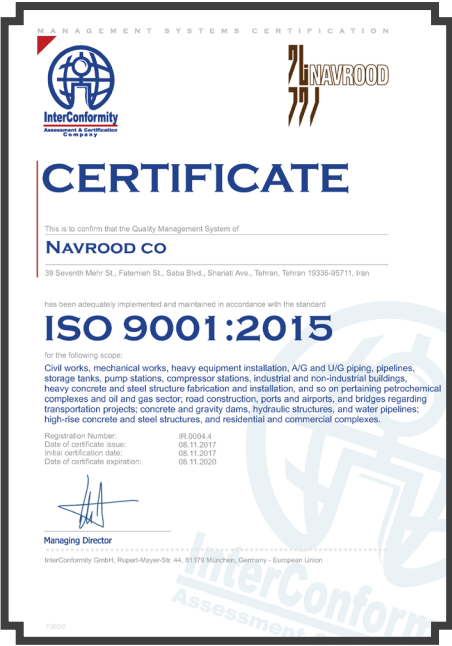 MANAGEMENT SYSTEMS CERTIFICATION
InterConformity
Assessment & Certification
Company
NAVROOD
CERTIFICATE
This is to confirm that the Quality Management System of
NAVROOD CO
39 Seventh Mehr St., Fatemieh St., Saba Blvd., Shariati Ave., Tehran, Tehran 19336-95711, Iran
has been adequately implemented and maintained in accordance with the standard
ISO 9001:2015
for the following scope:
Civil works, mechanical works, heavy equipment installation, A/G and U/G piping, pipelines,
storage tanks, pump stations, compressor stations, industrial and non-industrial buildings,
heavy concrete and steel structure fabrication and installation, and so on pertaining petrochemical
complexes and oil and gas sector; road construction, ports and airports, and bridges regarding
transportation projects; concrete and gravity dams, hydraulic structures, and water pipelines;
high-rise concrete and steel structures, and residential and commercial complexes.
Registration Number: IR.0004.4
Date of certificate issue: 08.11.2017
Initial certification date: 08.11.2017
Date of certificate expiration: 08.11.2020
Managing Director
InterConformity GmbH, Rupert-Mayer-Str. 44, 81379 München, Germany - European Union
InterConform
Assessment &